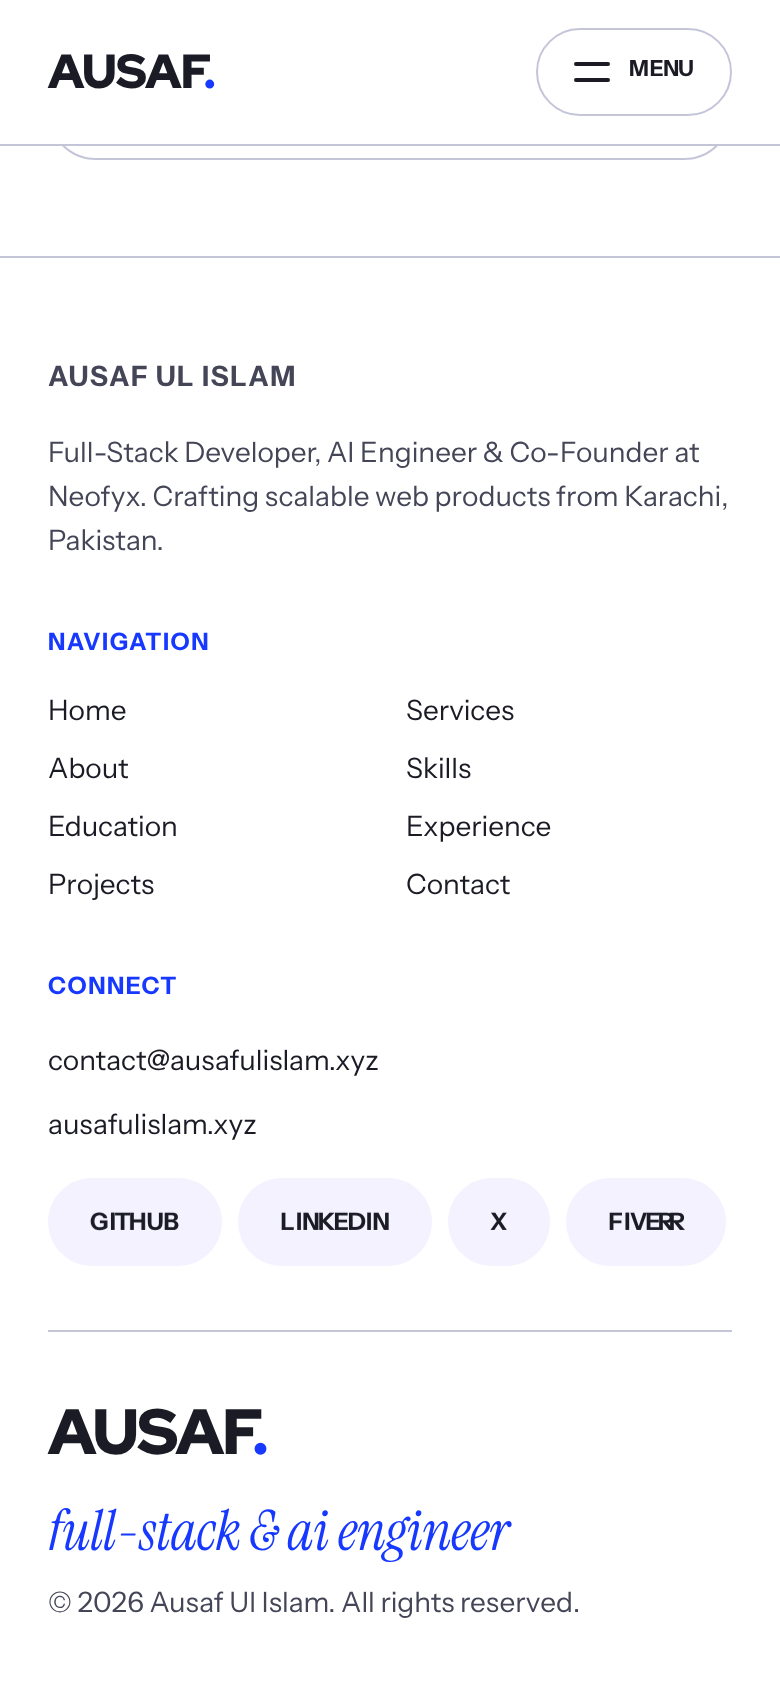 AUSAF.
MENU
AUSAF UL ISLAM
Full-Stack Developer, AI Engineer & Co-Founder at
Neofyx. Crafting scalable web products from Karachi,
Pakistan.
NAVIGATION
Home
Services
About
Skills
Education
Experience
Projects
Contact
CONNECT
contact@ausafulislam.xyz
ausafulislam.xyz
GITHUB
LINKEDIN
X
FIVERR
AUSAF.
full-stack & ai engineer
© 2026 Ausaf Ul Islam. All rights reserved.